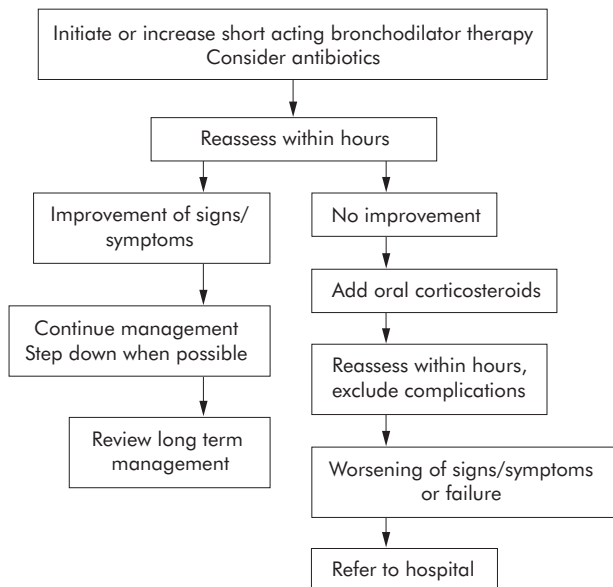 Initiate or increase short acting bronchodilator therapy
Consider antibiotics
Reassess within hours
Improvement of signs/
symptoms
Continue management
Step down when possible
Review long term
management
No improvement
Add oral corticosteroids
Reassess within hours,
exclude complications
Worsening of signs/symptoms
or failure
Refer to hospital